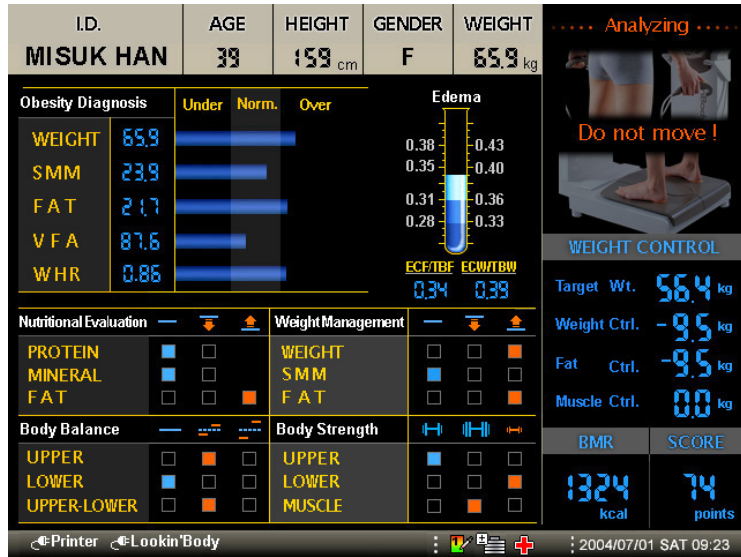 I.D. AGE HEIGHT GENDER WEIGHT
MISUK HAN 39 159 cm F 65.9 kg
Analyzing
Do not move !
Obesity Diagnosis Under Norm. Over
WEIGHT 65.9
SMM 23.9
FAT 21.7
VFA 87.6
WHR 0.86
Edema
0.38 0.43
0.35 0.40
0.31 0.36
0.28 0.33
ECF/TBF ECW/TBW
0.34 0.39
WEIGHT CONTROL
Target Wt. 56.4 kg
Weight Ctrl. - 9.5 kg
Fat Ctrl. -9.5 kg
Muscle Ctrl. 0.0 kg
Nutritional Evaluation
PROTEIN
MINERAL
FAT
Weight Management
WEIGHT
SMM
FAT
Body Balance
UPPER
LOWER
UPPER-LOWER
Body Strength
UPPER
LOWER
MUSCLE
BMR SCORE
1324 74
kcal points
Printer Lookin'Body
2004/07/01 SAT 09:23